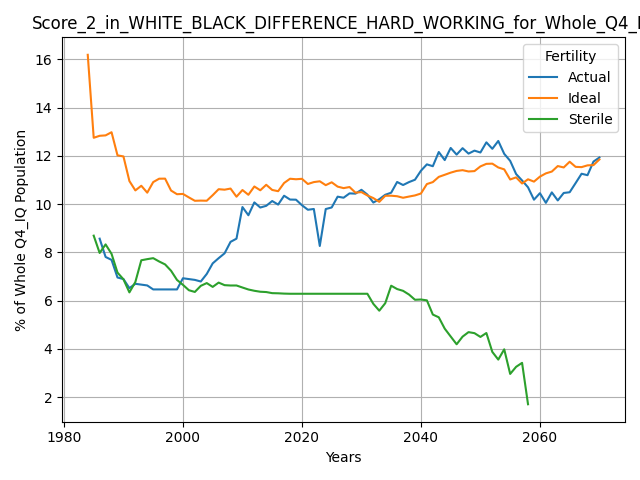 Score_2_in_WHITE_BLACK_DIFFERENCE_HARD_WORKING_for_Whole_Q4_I
Fertility
Actual
Ideal
Sterile
% of Whole Q4_IQ Population
16
14
12
10
8
6
4
2
1980
2000
2020
2040
2060
Years